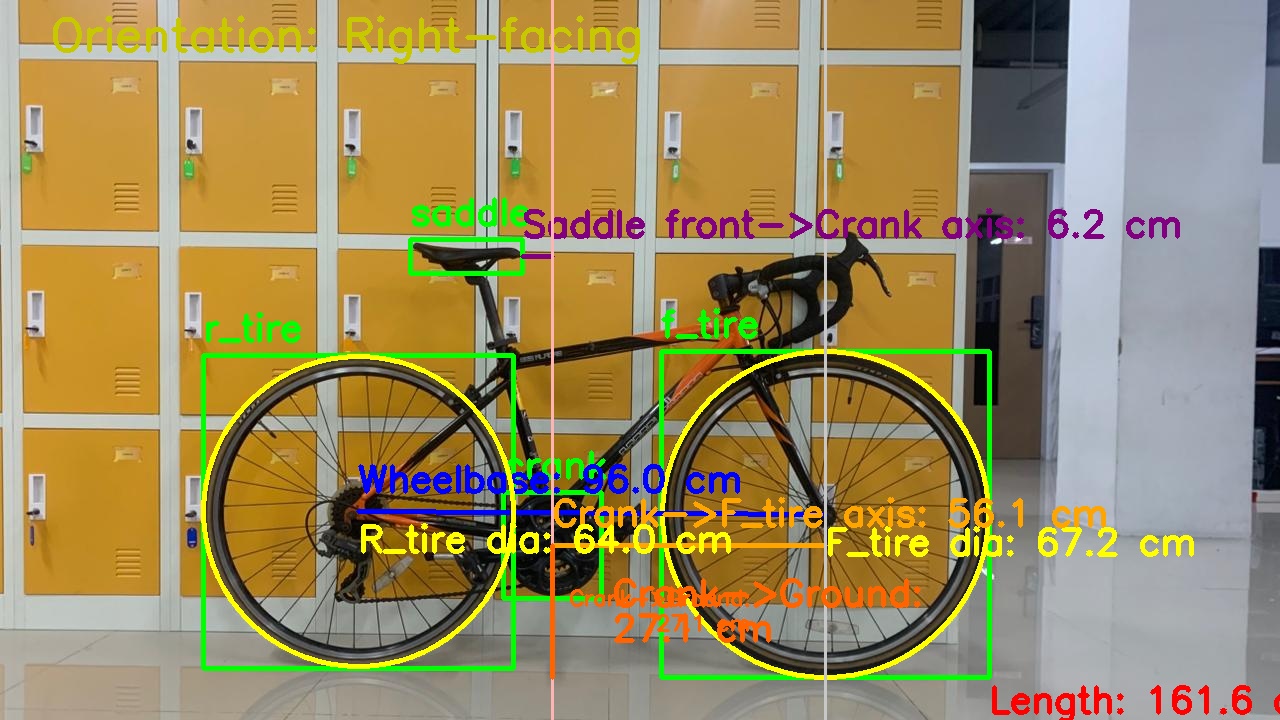 Orientation: Right-facing
saddle
Saddle front->Crank axis: 6.2 cm
r_tire
f_tire
crank
Wheelbase: 96.0 cm
Crank->F_tire axis: 56.1 cm
R_tire dia: 64.0 cm
F_tire dia: 67.2 cm
Crank->Ground:
27.1 cm
Length: 161.6 c